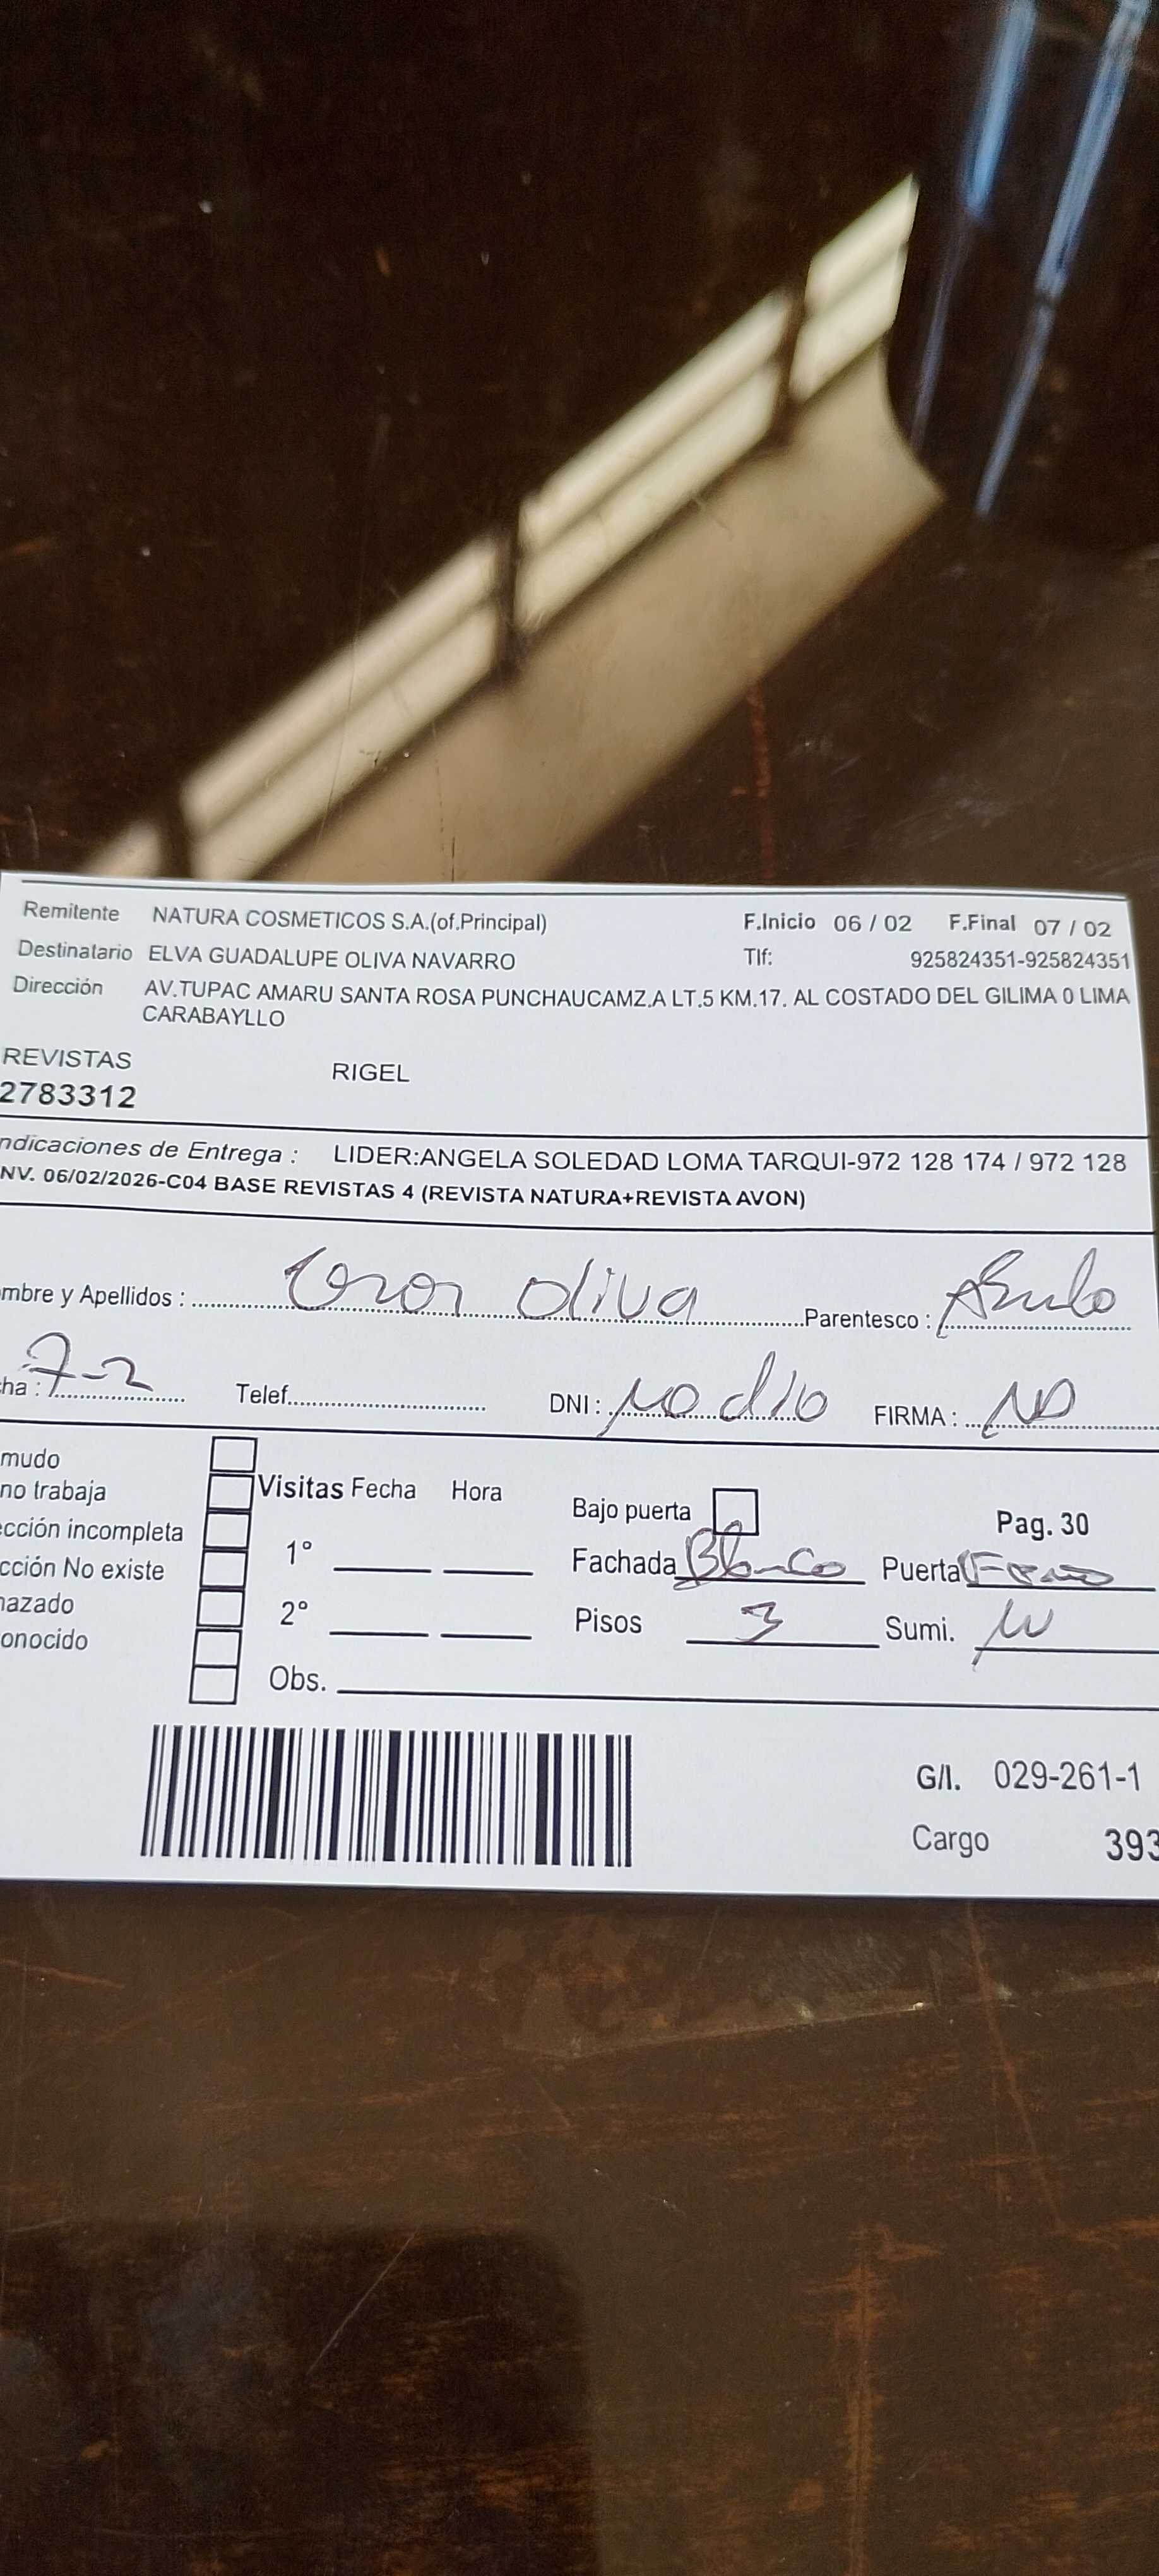 Remitente NATURA COSMETICOS S.A.(of.Principal) F.Inicio 06 / 02 F.Final 07 / 02
Destinatario ELVA GUADALUPE OLIVA NAVARRO Tlf: 925824351-925824351
Dirección AV.TUPAC AMARU SANTA ROSA PUNCHAUCAMZ.A LT.5 KM.17. AL COSTADO DEL GILIMA 0 LIMA
CARABAYLLO
REVISTAS RIGEL
2783312
ndicaciones de Entrega : LIDER:ANGELA SOLEDAD LOMA TARQUI-972 128 174 / 972 128
NV. 06/02/2026-C04 BASE REVISTAS 4 (REVISTA NATURA+REVISTA AVON)
mbre y Apellidos : oliva Parentesco :
ha : 7-2 Telef. DNI : no dio FIRMA : ND
mudo
no trabaja Visitas Fecha Hora Bajo puerta Pag. 30
cción incompleta 1° Fachada Blanco Puerta
cción No existe
hazado 2° Pisos 3 Sumi.
onocido
Obs.
G/I. 029-261-1
Cargo 393